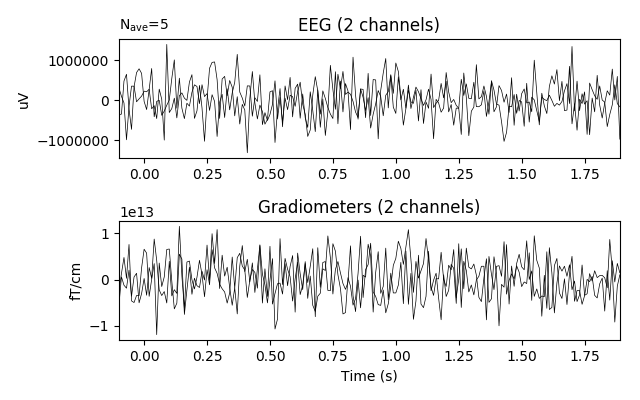 EEG (2 channels)
Nave=5
uV
1000000
0
−1000000
0.00 0.25 0.50 0.75 1.00 1.25 1.50 1.75
Gradiometers (2 channels)
1e13
fT/cm
1
0
−1
0.00 0.25 0.50 0.75 1.00 1.25 1.50 1.75
Time (s)